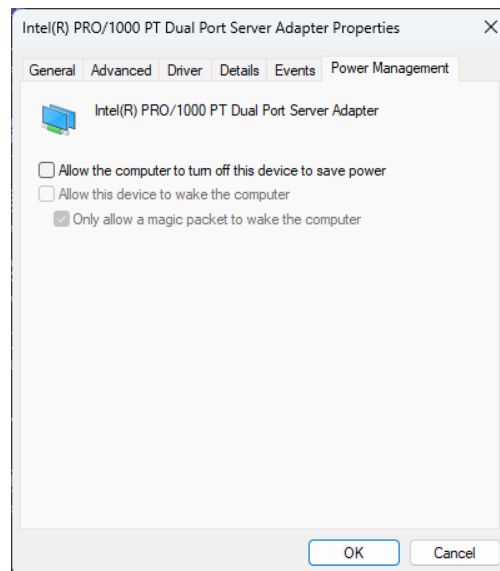 Intel(R) PRO/1000 PT Dual Port Server Adapter Properties
General Advanced Driver Details Events Power Management
Intel(R) PRO/1000 PT Dual Port Server Adapter
Allow the computer to turn off this device to save power
Allow this device to wake the computer
Only allow a magic packet to wake the computer
OK Cancel